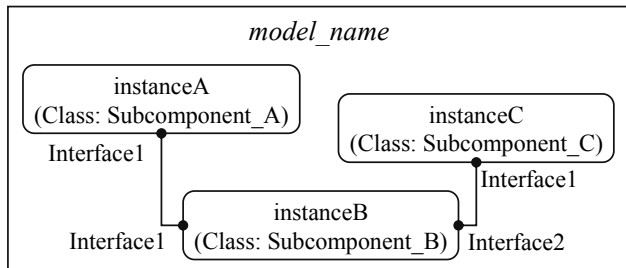 model_name
instanceA
(Class: Subcomponent_A)
instanceC
(Class: Subcomponent_C)
Interface1
Interface1
instanceB
(Class: Subcomponent_B)
Interface1
Interface2